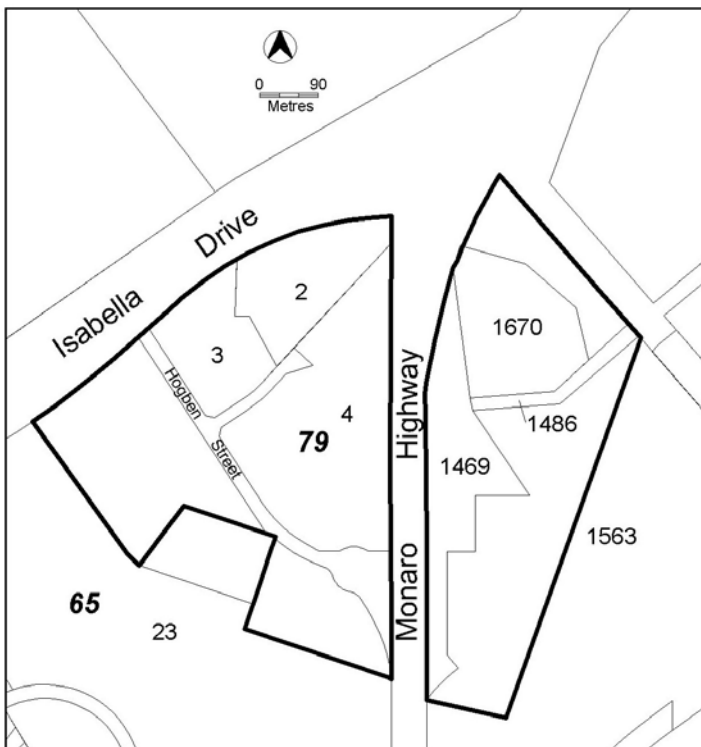 0 90
Metres
Isabella Drive
2
3
Hogben Street
4
79
Monaro Highway
1670
1486
1469
1563
65
23